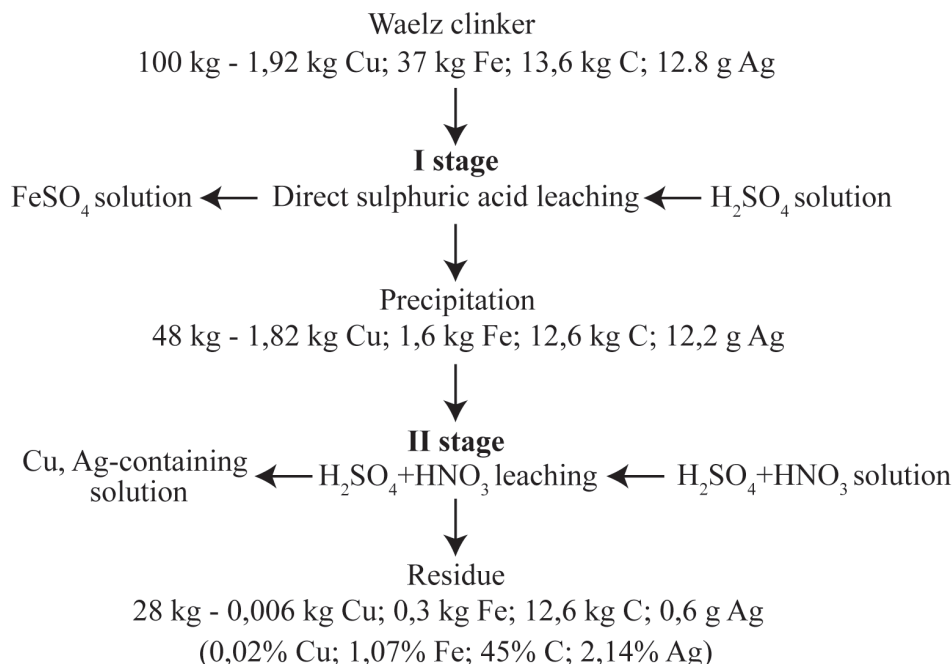 Waelz clinker
100 kg - 1,92 kg Cu; 37 kg Fe; 13,6 kg C; 12.8 g Ag
I stage
FeSO₄ solution
Direct sulphuric acid leaching
H₂SO₄ solution
Precipitation
48 kg - 1,82 kg Cu; 1,6 kg Fe; 12,6 kg C; 12,2 g Ag
II stage
Cu, Ag-containing
solution
H₂SO₄+HNO₃ leaching
H₂SO₄+HNO₃ solution
Residue
28 kg - 0,006 kg Cu; 0,3 kg Fe; 12,6 kg C; 0,6 g Ag
(0,02% Cu; 1,07% Fe; 45% C; 2,14% Ag)